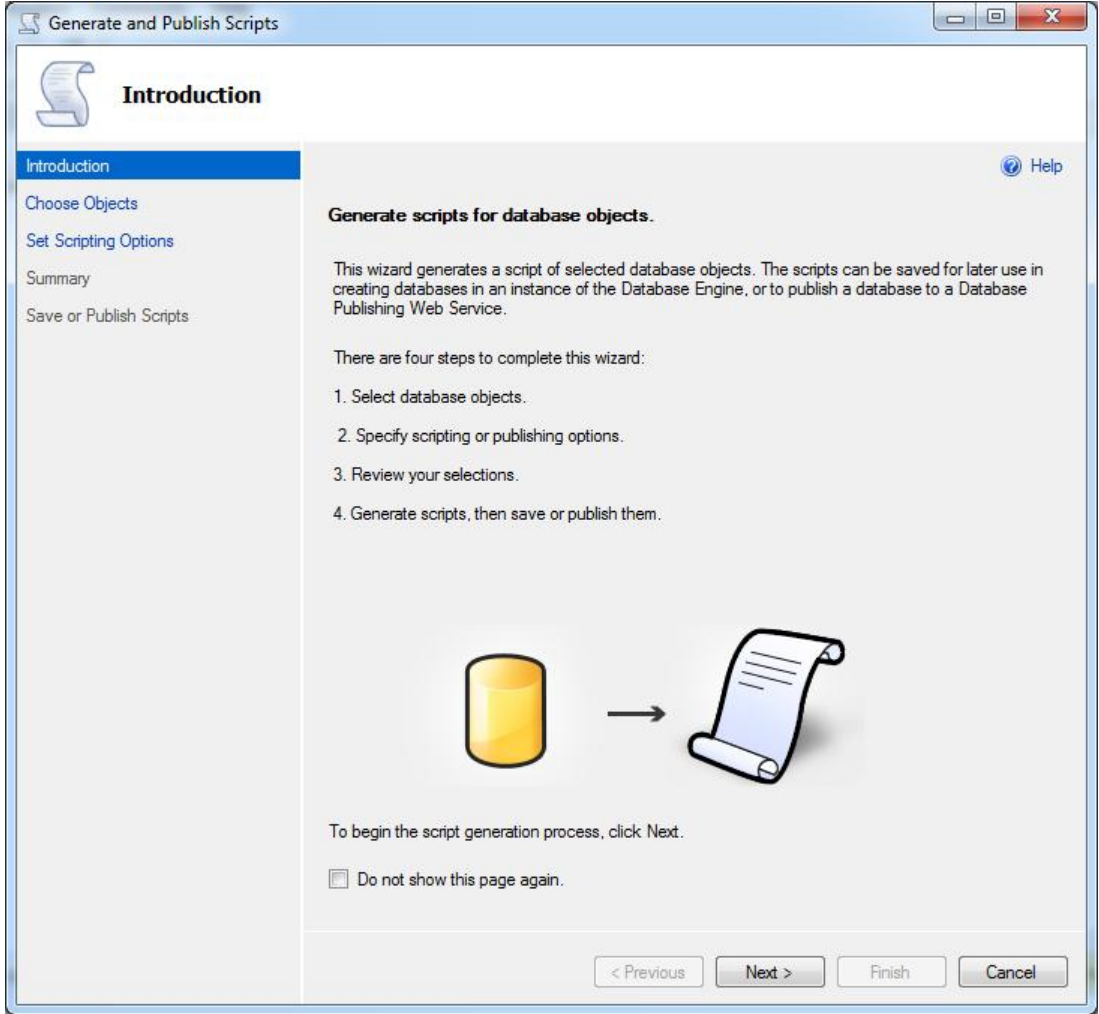 Generate and Publish Scripts
Introduction
Introduction
Help
Choose Objects
Set Scripting Options
Summary
Save or Publish Scripts
Generate scripts for database objects.
This wizard generates a script of selected database objects. The scripts can be saved for later use in
creating databases in an instance of the Database Engine, or to publish a database to a Database
Publishing Web Service.
There are four steps to complete this wizard:
1. Select database objects.
2. Specify scripting or publishing options.
3. Review your selections.
4. Generate scripts, then save or publish them.
To begin the script generation process, click Next.
Do not show this page again.
< Previous
Next >
Finish
Cancel